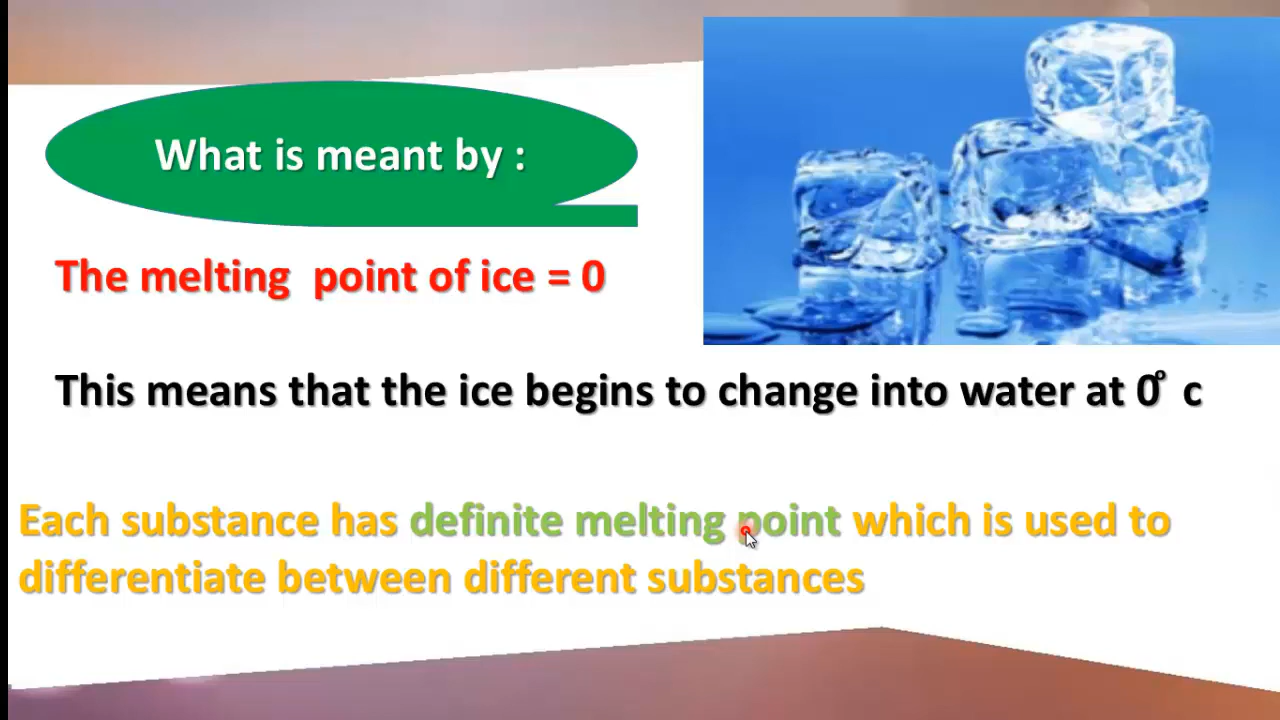 What is meant by :
The melting point of ice = 0
This means that the ice begins to change into water at 0° c
Each substance has definite melting point which is used to
differentiate between different substances